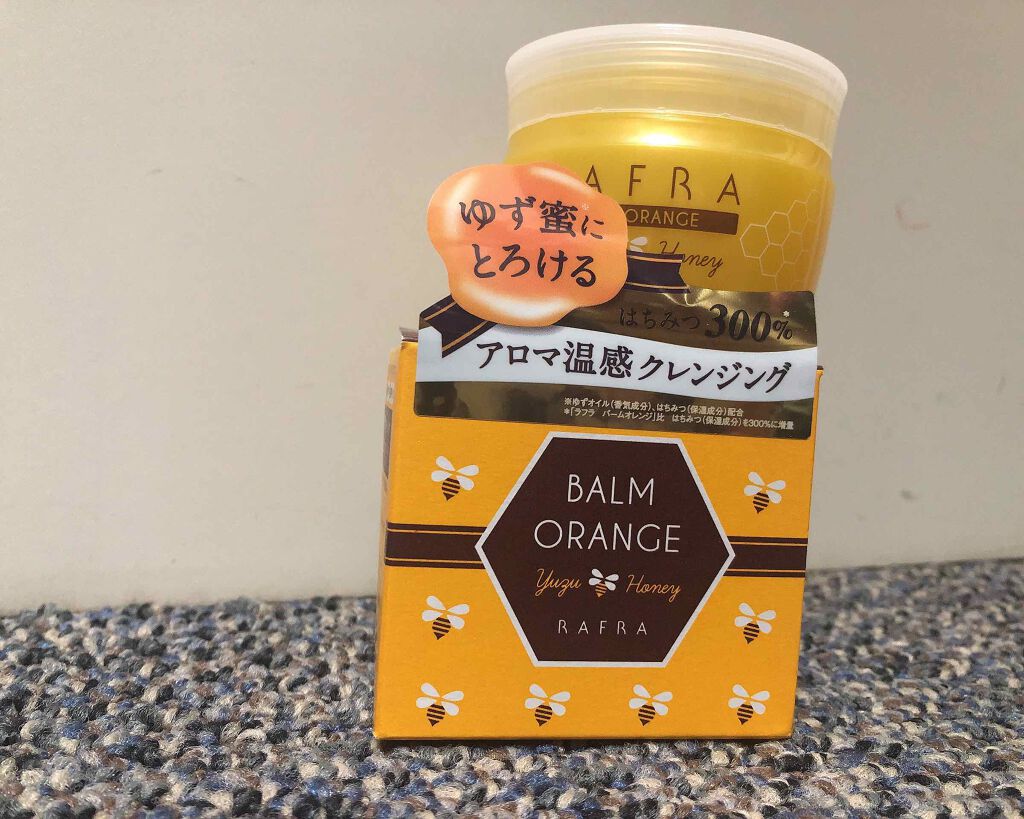 AFRA
ORANGE
Honey
ゆず蜜※に
とろける
はちみつ300%*
アロマ温感クレンジング
※ゆずオイル(香気成分)、はちみつ(保湿成分)配合
*「ラフラ バームオレンジ」比 はちみつ(保湿成分)を300%に増量
BALM
ORANGE
Yuzu Honey
RAFRA